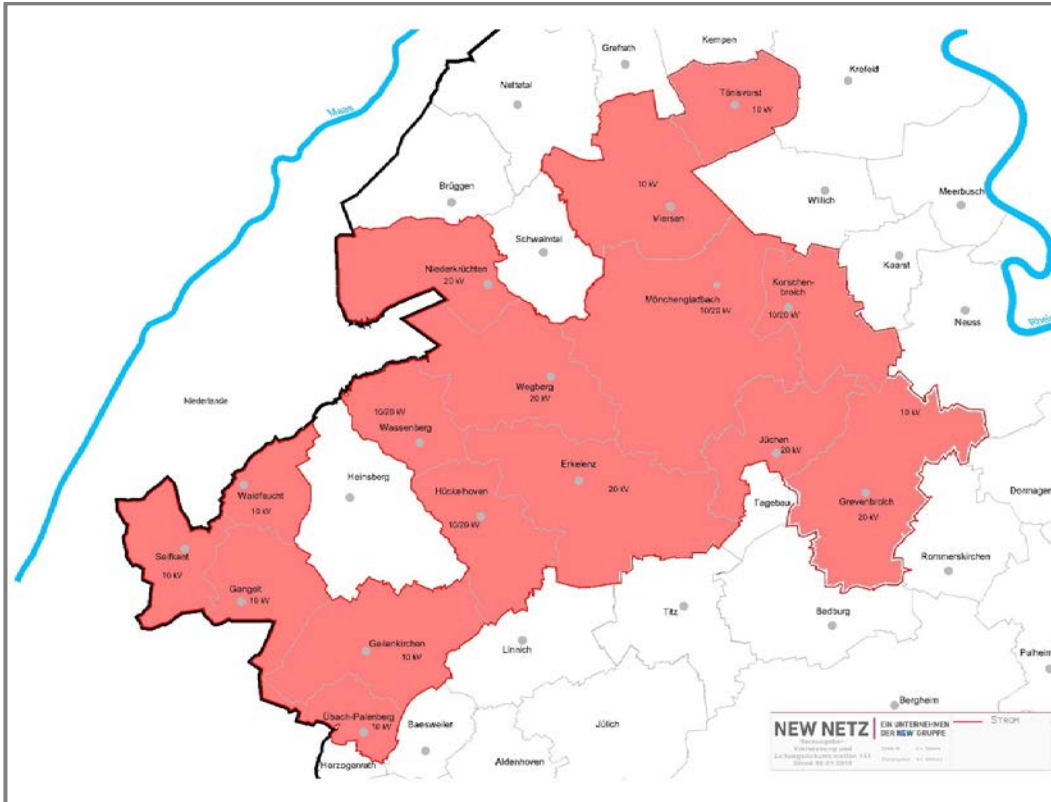 Kempen
Grefrath
Krefeld
Nettetal
Tönisvorst
10 kV
Maas
10 kV
Brüggen
Viersen
Willich
Meerbusch
Schwalmtal
Kaarst
Niederkrüchten
20 kV
Mönchengladbach
10/20 kV
Korschen-
broich
10/20 kV
Neuss
Rhein
Wegberg
20 kV
Niederlande
10/20 kV
Wassenberg
10 kV
Jüchen
20 kV
Erkelenz
20 kV
Heinsberg
Hückelhoven
10/20 kV
Waldfeucht
10 kV
Tagebau
Grevenbroich
20 kV
Dormagen
Rommerskirchen
Selfkant
10 kV
Gangelt
10 kV
Titz
Bedburg
Linnich
Geilenkirchen
10 kV
Pulheim
Bergheim
Übach-Palenberg
10 kV
Baesweiler
Jülich
Aldenhoven
Herzogenrath
NEW NETZ
EIN UNTERNEHMEN
DER NEW GRUPPE
STROM
Herausgeber:
Vermessung und